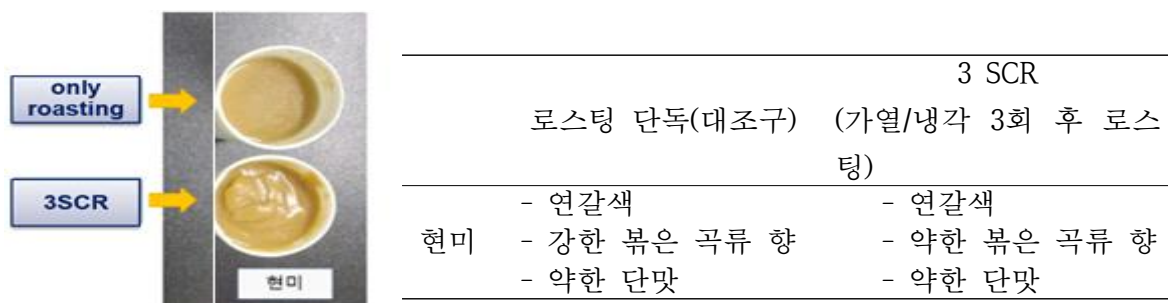 only
roasting
3SCR
현미
3 SCR
로스팅 단독(대조구)
(가열/냉각 3회 후 로스
팅)
현미
- 연갈색
- 강한 볶은 곡류 향
- 약한 단맛
- 연갈색
- 약한 볶은 곡류 향
- 약한 단맛